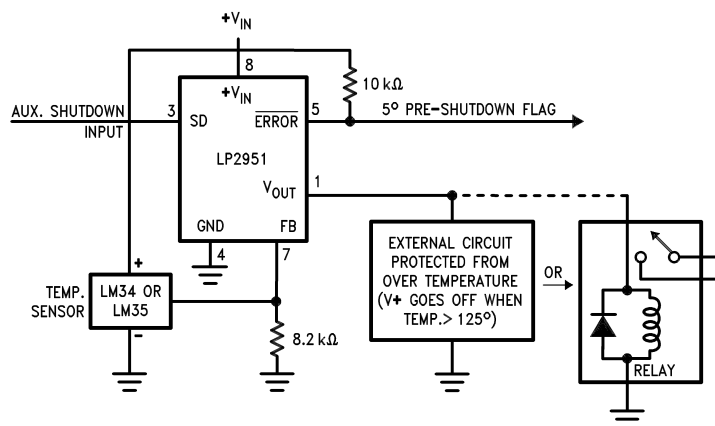 +VIN
8
10 kΩ
+VIN
AUX. SHUTDOWN
INPUT
3
SD
ERROR
5
5° PRE-SHUTDOWN FLAG
LP2951
VOUT
1
GND
FB
4
7
EXTERNAL CIRCUIT
PROTECTED FROM
OVER TEMPERATURE
(V+ GOES OFF WHEN
TEMP.> 125°)
OR
+
TEMP.
SENSOR
LM34 OR
LM35
–
8.2 kΩ
RELAY